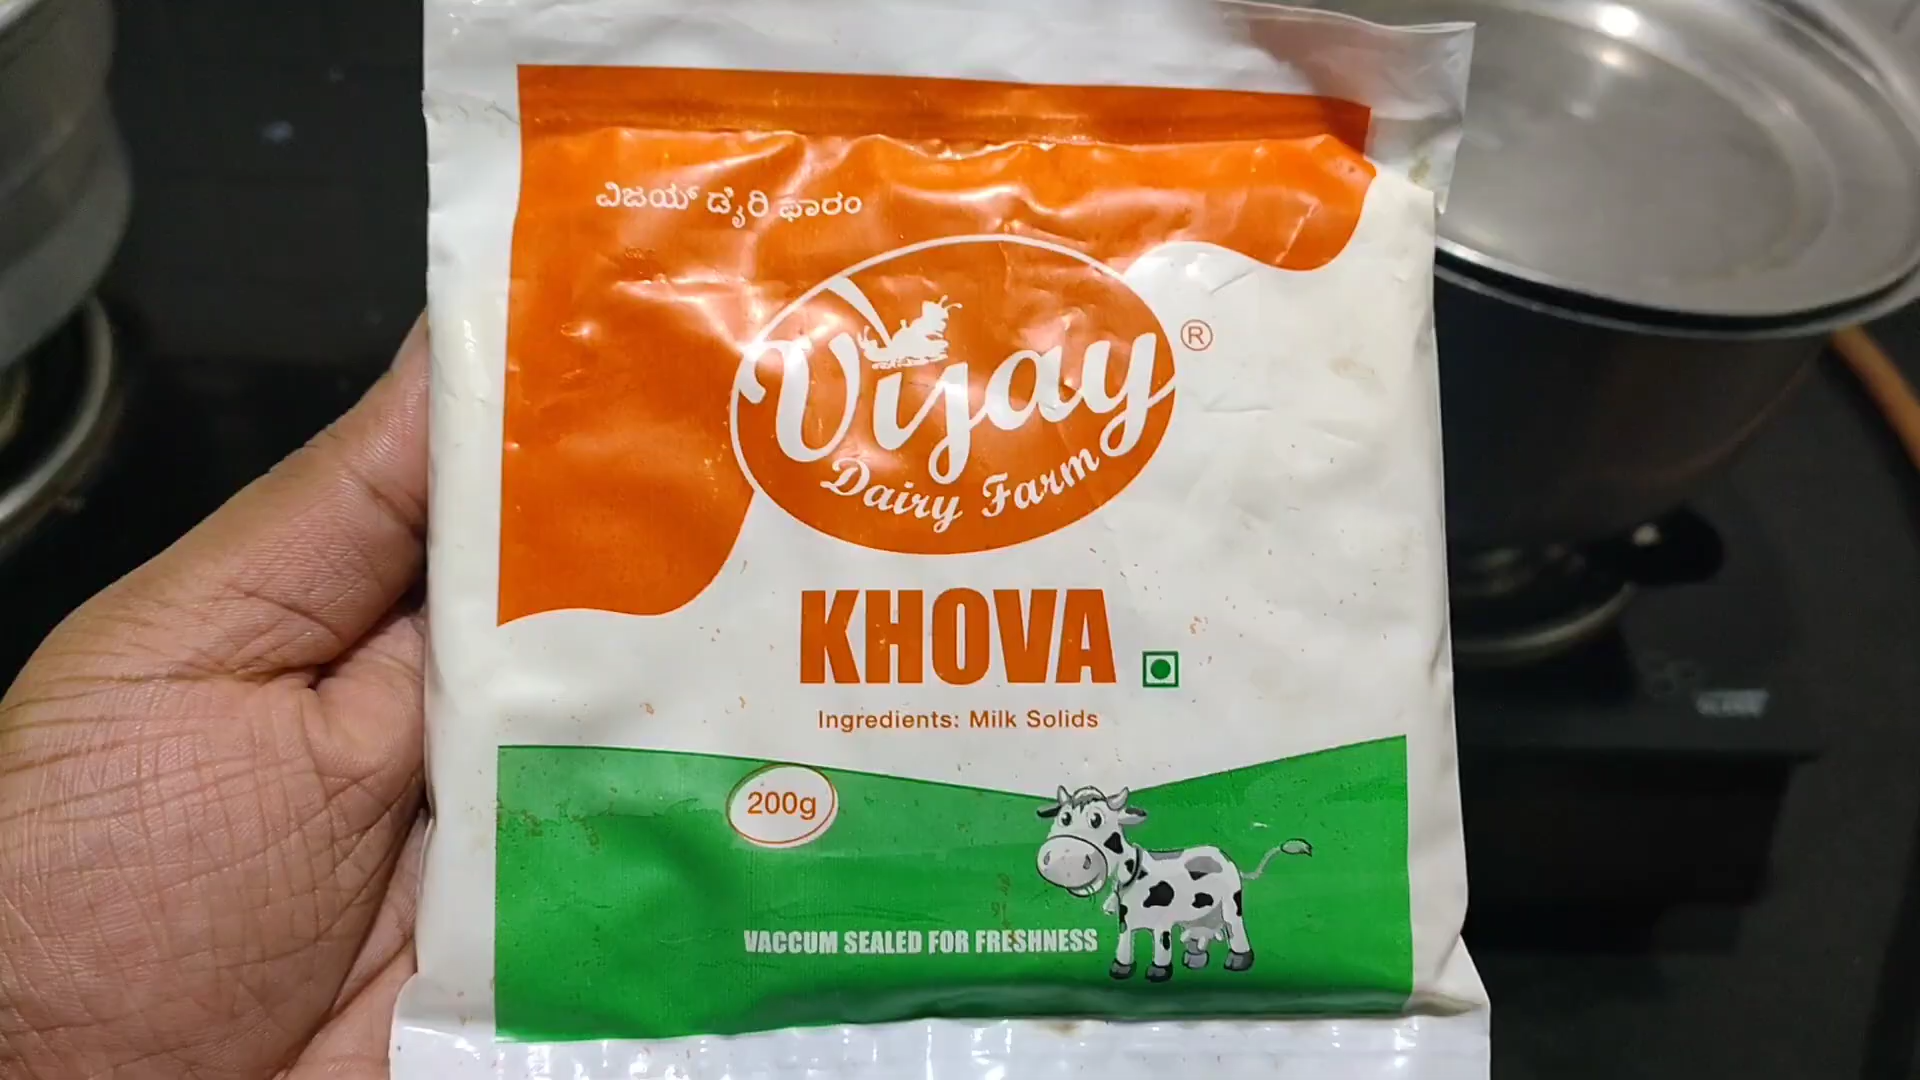 ವಿಜಯ್ ಡೈರಿ ಫಾರಂ
Vijay ®
Dairy Farm
KHOVA
Ingredients: Milk Solids
200g
VACCUM SEALED FOR FRESHNESS